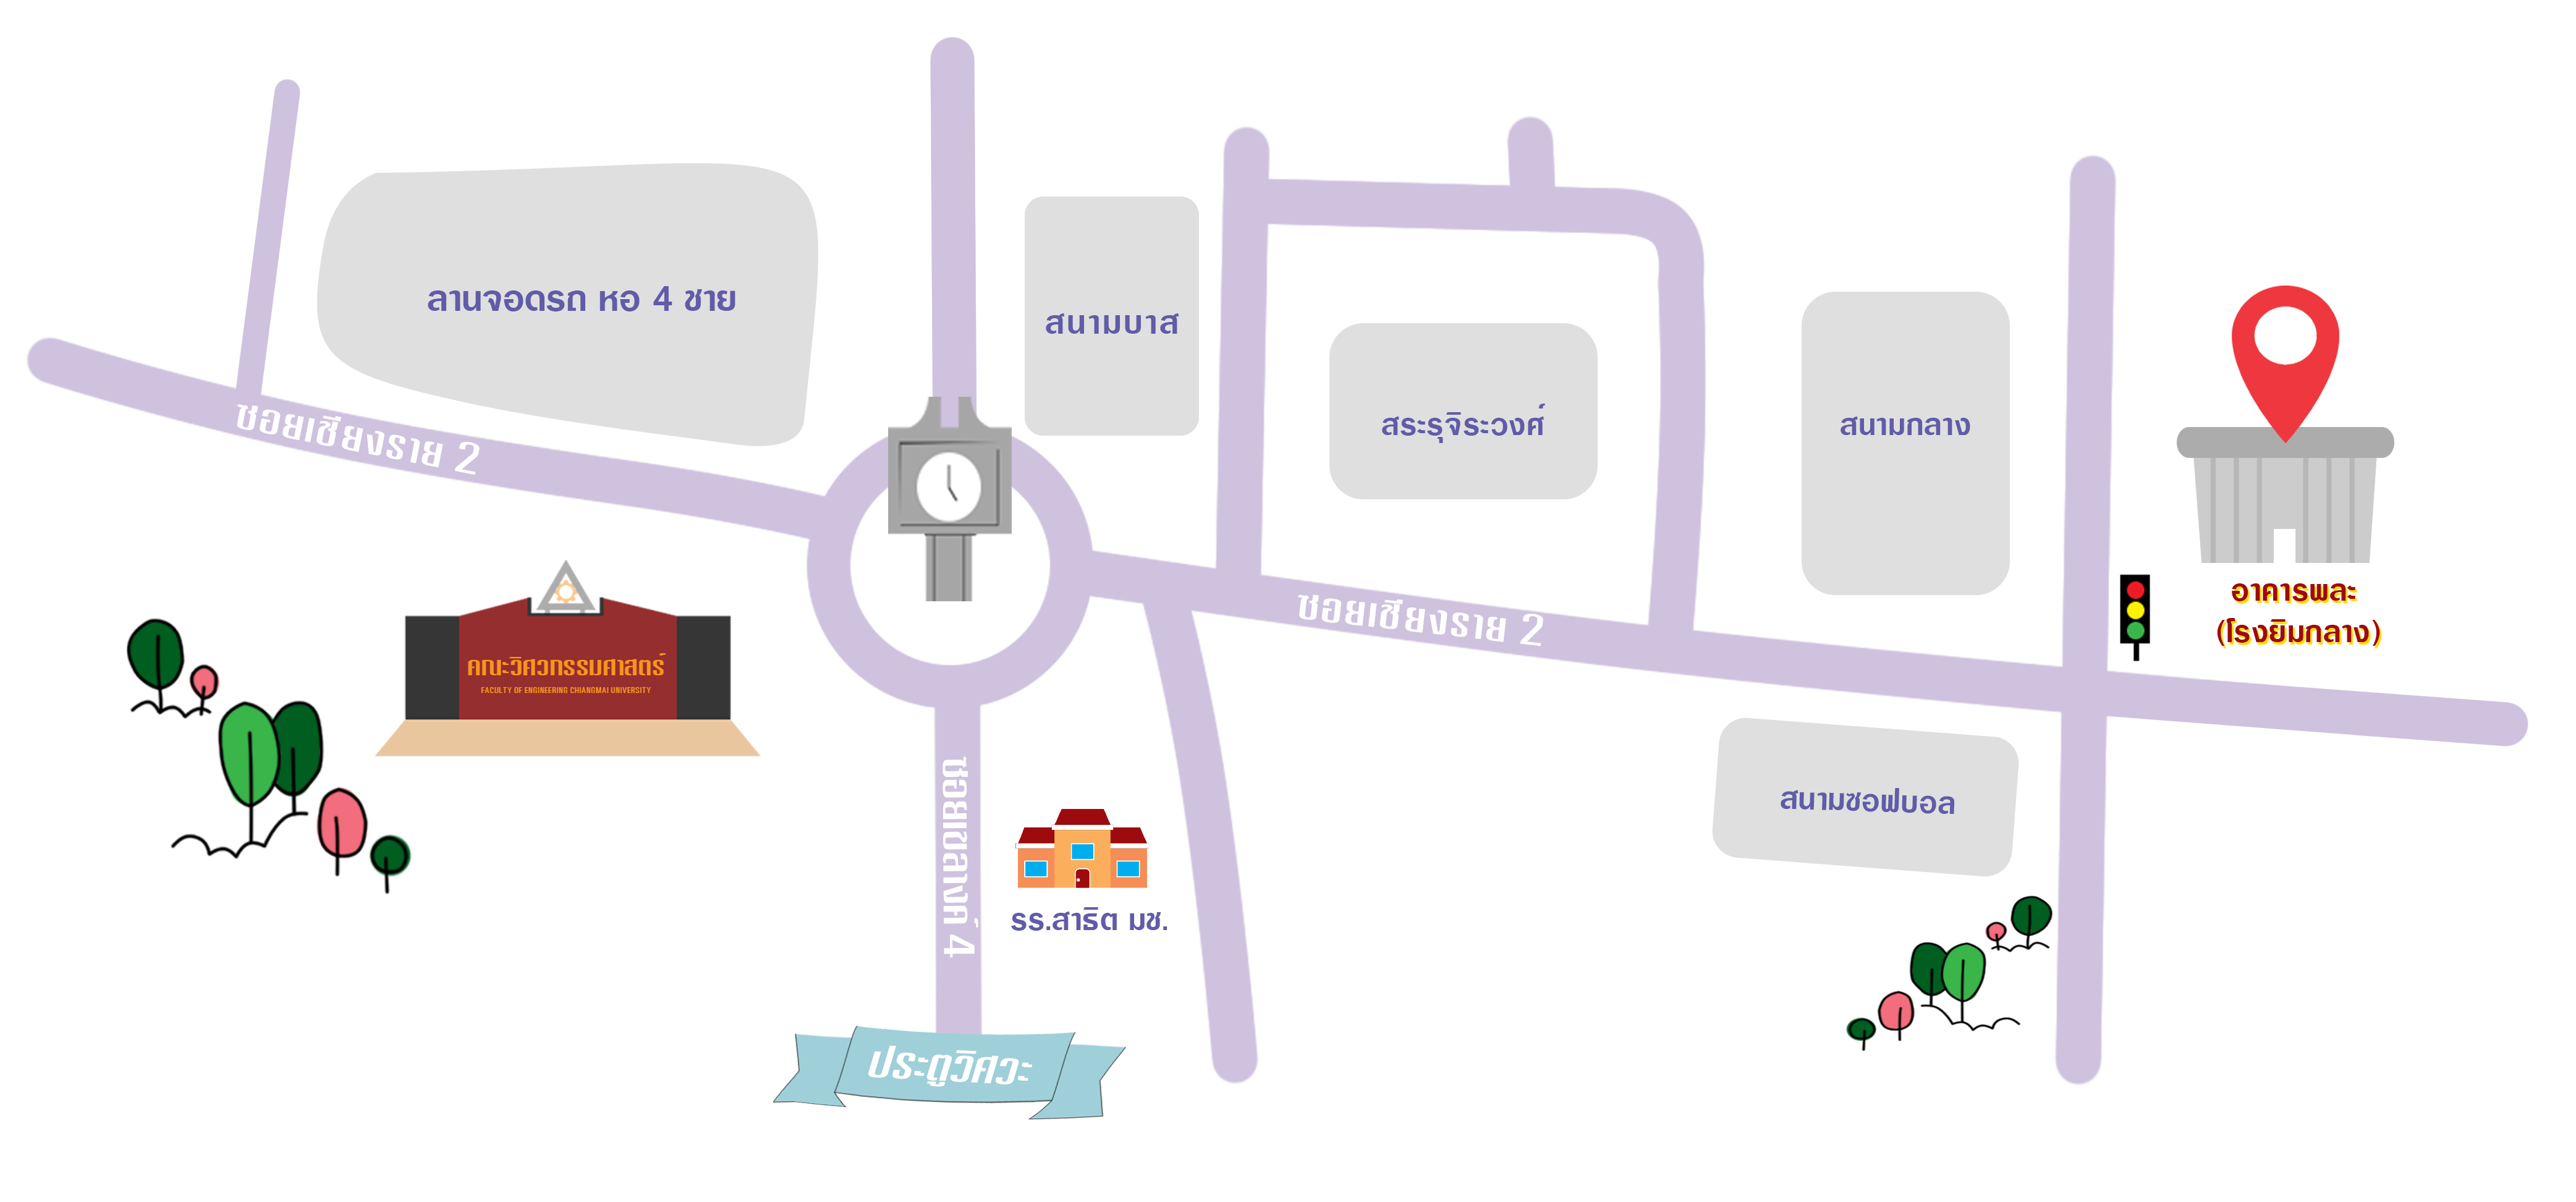 ลานจอดรถ หอ 4 ชาย
สนามบาส
สระรุจิระวงศ์
สนามกลาง
ซอยเชียงราย 2
คณะวิศวกรรมศาสตร์
FACULTY OF ENGINEERING CHIANGMAI UNIVERSITY
ซอยเชียงราย 2
อาคารพละ
(โรงยิมกลาง)
สนามซอฟบอล
ซอยเขลางค์ 4
รร.สาธิต มช.
ประตูวิศวะ